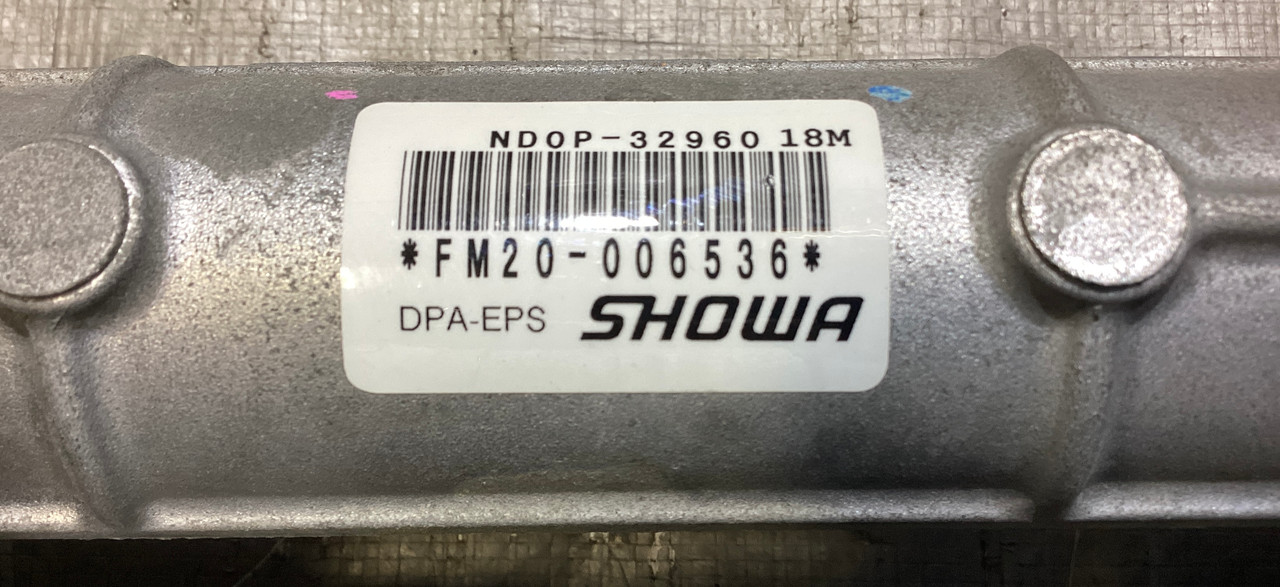 ND0P-32960 18M
*FM20-006536*
DPA-EPS SHOWA